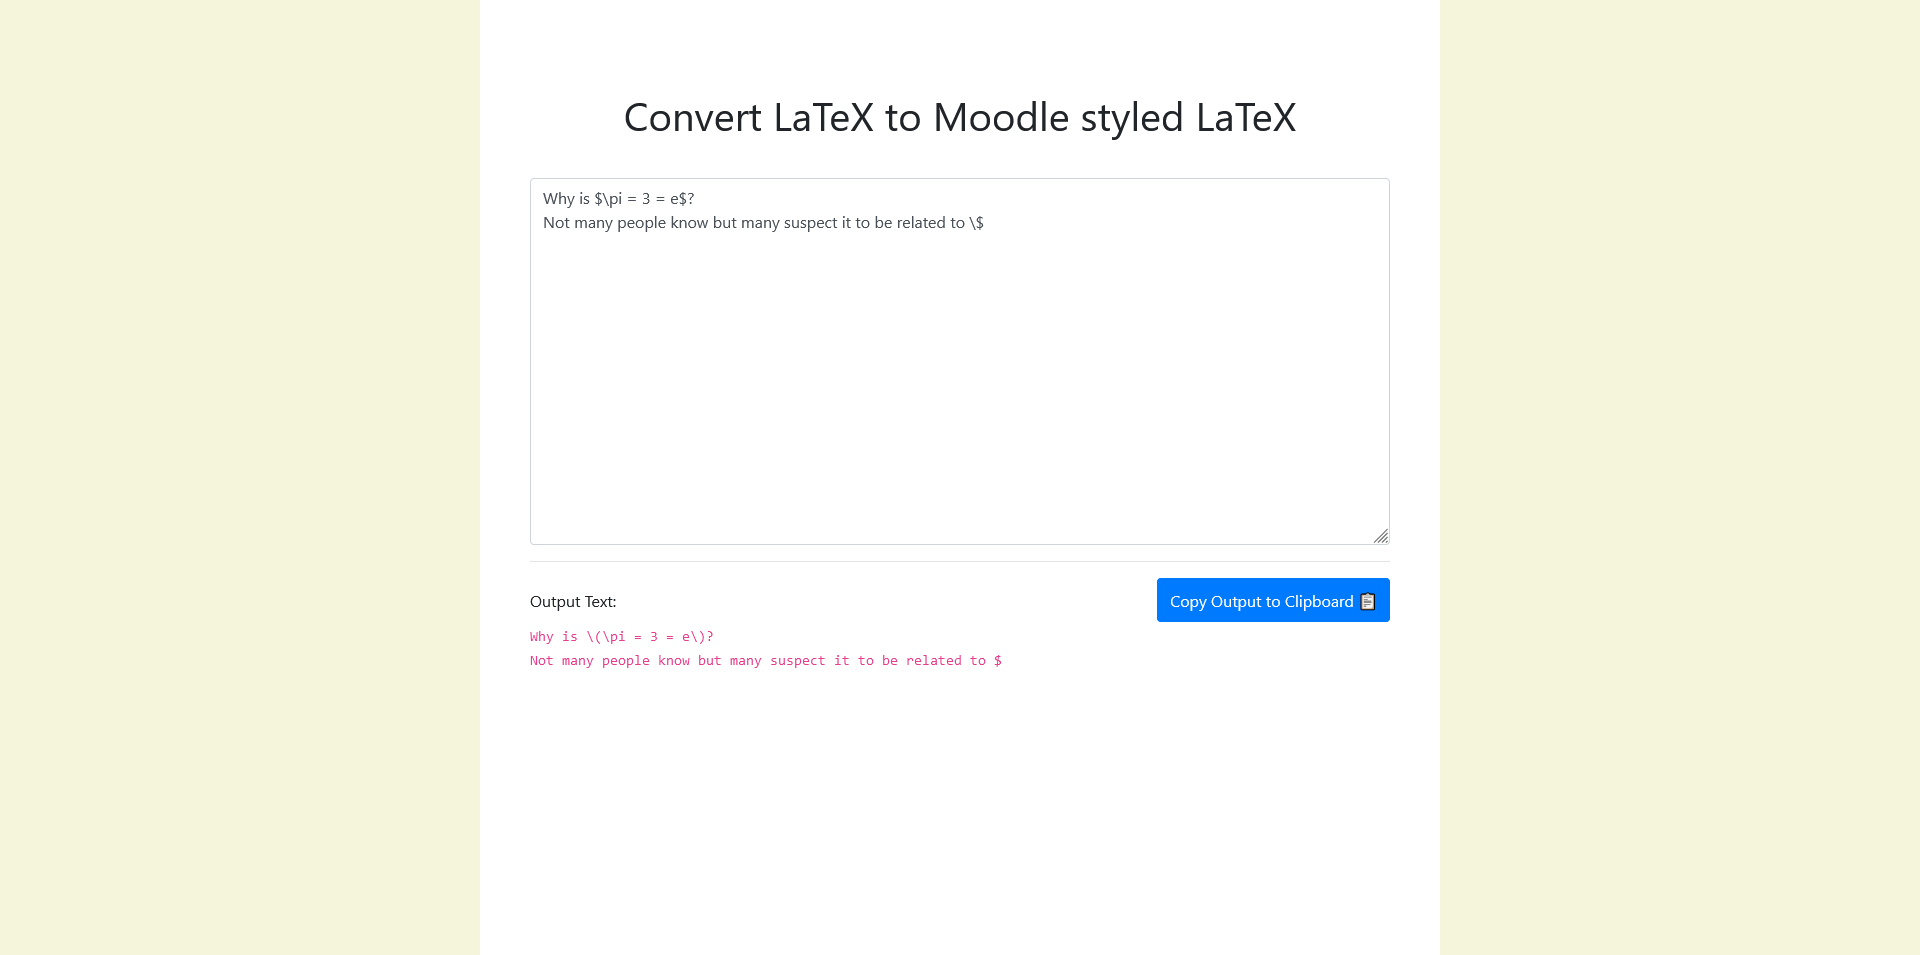 Convert LaTeX to Moodle styled LaTeX
Why is $\pi = 3 = e$?
Not many people know but many suspect it to be related to \$
Output Text:
Copy Output to Clipboard 📋
Why is \(\pi = 3 = e\)?
Not many people know but many suspect it to be related to $